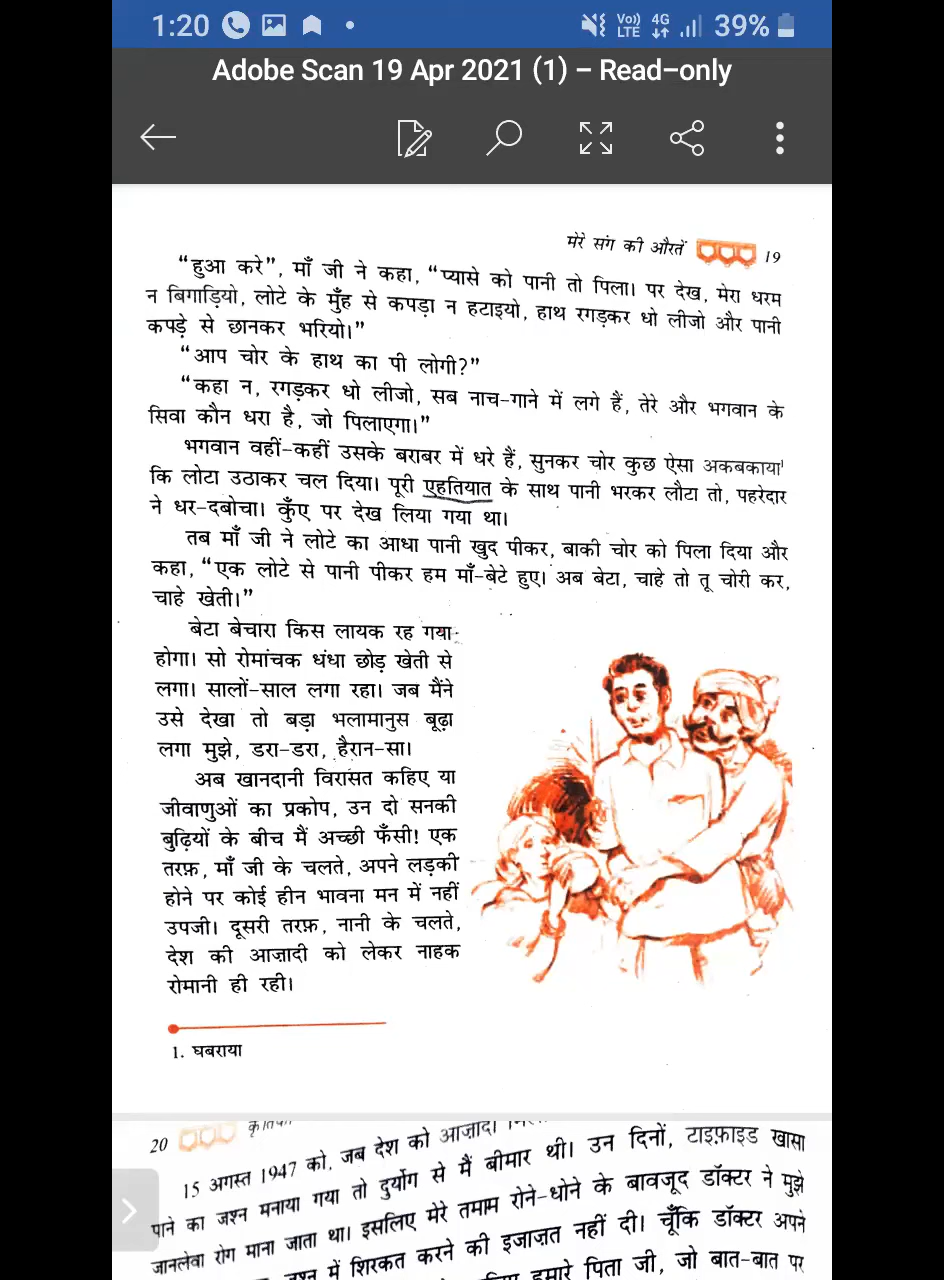 1:20
Vo)) LTE 4G 39%
Adobe Scan 19 Apr 2021 (1) – Read-only
मेरे संग की औरतें 19
“हुआ करे”, माँ जी ने कहा, “प्यासे को पानी तो पिला। पर देख, मेरा धरम
न बिगाड़ियो, लोटे के मुँह से कपड़ा न हटाइयो, हाथ रगड़कर धो लीजो और पानी
कपड़े से छानकर भरियो।”
“आप चोर के हाथ का पी लोगी?”
“कहा न, रगड़कर धो लीजो, सब नाच-गाने में लगे हैं, तेरे और भगवान के
सिवा कौन धरा है, जो पिलाएगा।”
भगवान वहीं-कहीं उसके बराबर में धरे हैं, सुनकर चोर कुछ ऐसा अकबकाया¹
कि लोटा उठाकर चल दिया। पूरी एहतियात के साथ पानी भरकर लौटा तो, पहरेदार
ने धर-दबोचा। कुँए पर देख लिया गया था।
तब माँ जी ने लोटे का आधा पानी खुद पीकर, बाकी चोर को पिला दिया और
कहा, “एक लोटे से पानी पीकर हम माँ-बेटे हुए। अब बेटा, चाहे तो तू चोरी कर,
चाहे खेती।”
बेटा बेचारा किस लायक रह गया
होगा। सो रोमांचक धंधा छोड़ खेती से
लगा। सालों-साल लगा रहा। जब मैंने
उसे देखा तो बड़ा भलामानुस बूढ़ा
लगा मुझे, डरा-डरा, हैरान-सा।
अब खानदानी विरासत कहिए या
जीवाणुओं का प्रकोप, उन दो सनकी
बुढ़ियों के बीच मैं अच्छी फँसी! एक
तरफ़, माँ जी के चलते, अपने लड़की
होने पर कोई हीन भावना मन में नहीं
उपजी। दूसरी तरफ़, नानी के चलते,
देश की आज़ादी को लेकर नाहक
रोमानी ही रही।
1. घबराया
20
15 अगस्त 1947 को, जब देश को आज़ादी
पाने का जश्न मनाया गया तो दुर्योग से मैं बीमार थी। उन दिनों, टाइफ़ाइड खासा
जानलेवा रोग माना जाता था। इसलिए मेरे तमाम रोने-धोने के बावजूद डॉक्टर ने मुझे
जश्न में शिरकत करने की इजाज़त नहीं दी। चूँकि डॉक्टर अपने
हमारे पिता जी, जो बात-बात पर